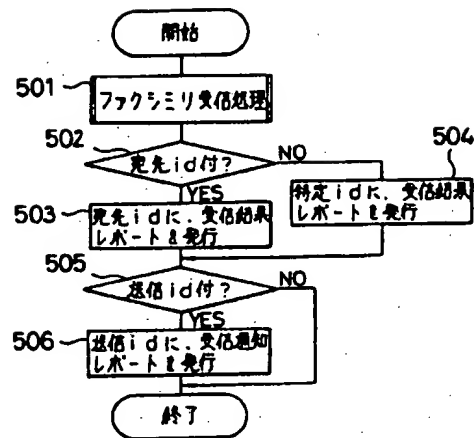 開始
501
ファクシミリ受信処理
502
宛先id付?
NO
504
YES
特定idに、受信結果
レポートを発行
503
宛先idに、受信結果
レポートを発行
505
送信id付?
NO
YES
506
送信idに、受信通知
レポートを発行
終了